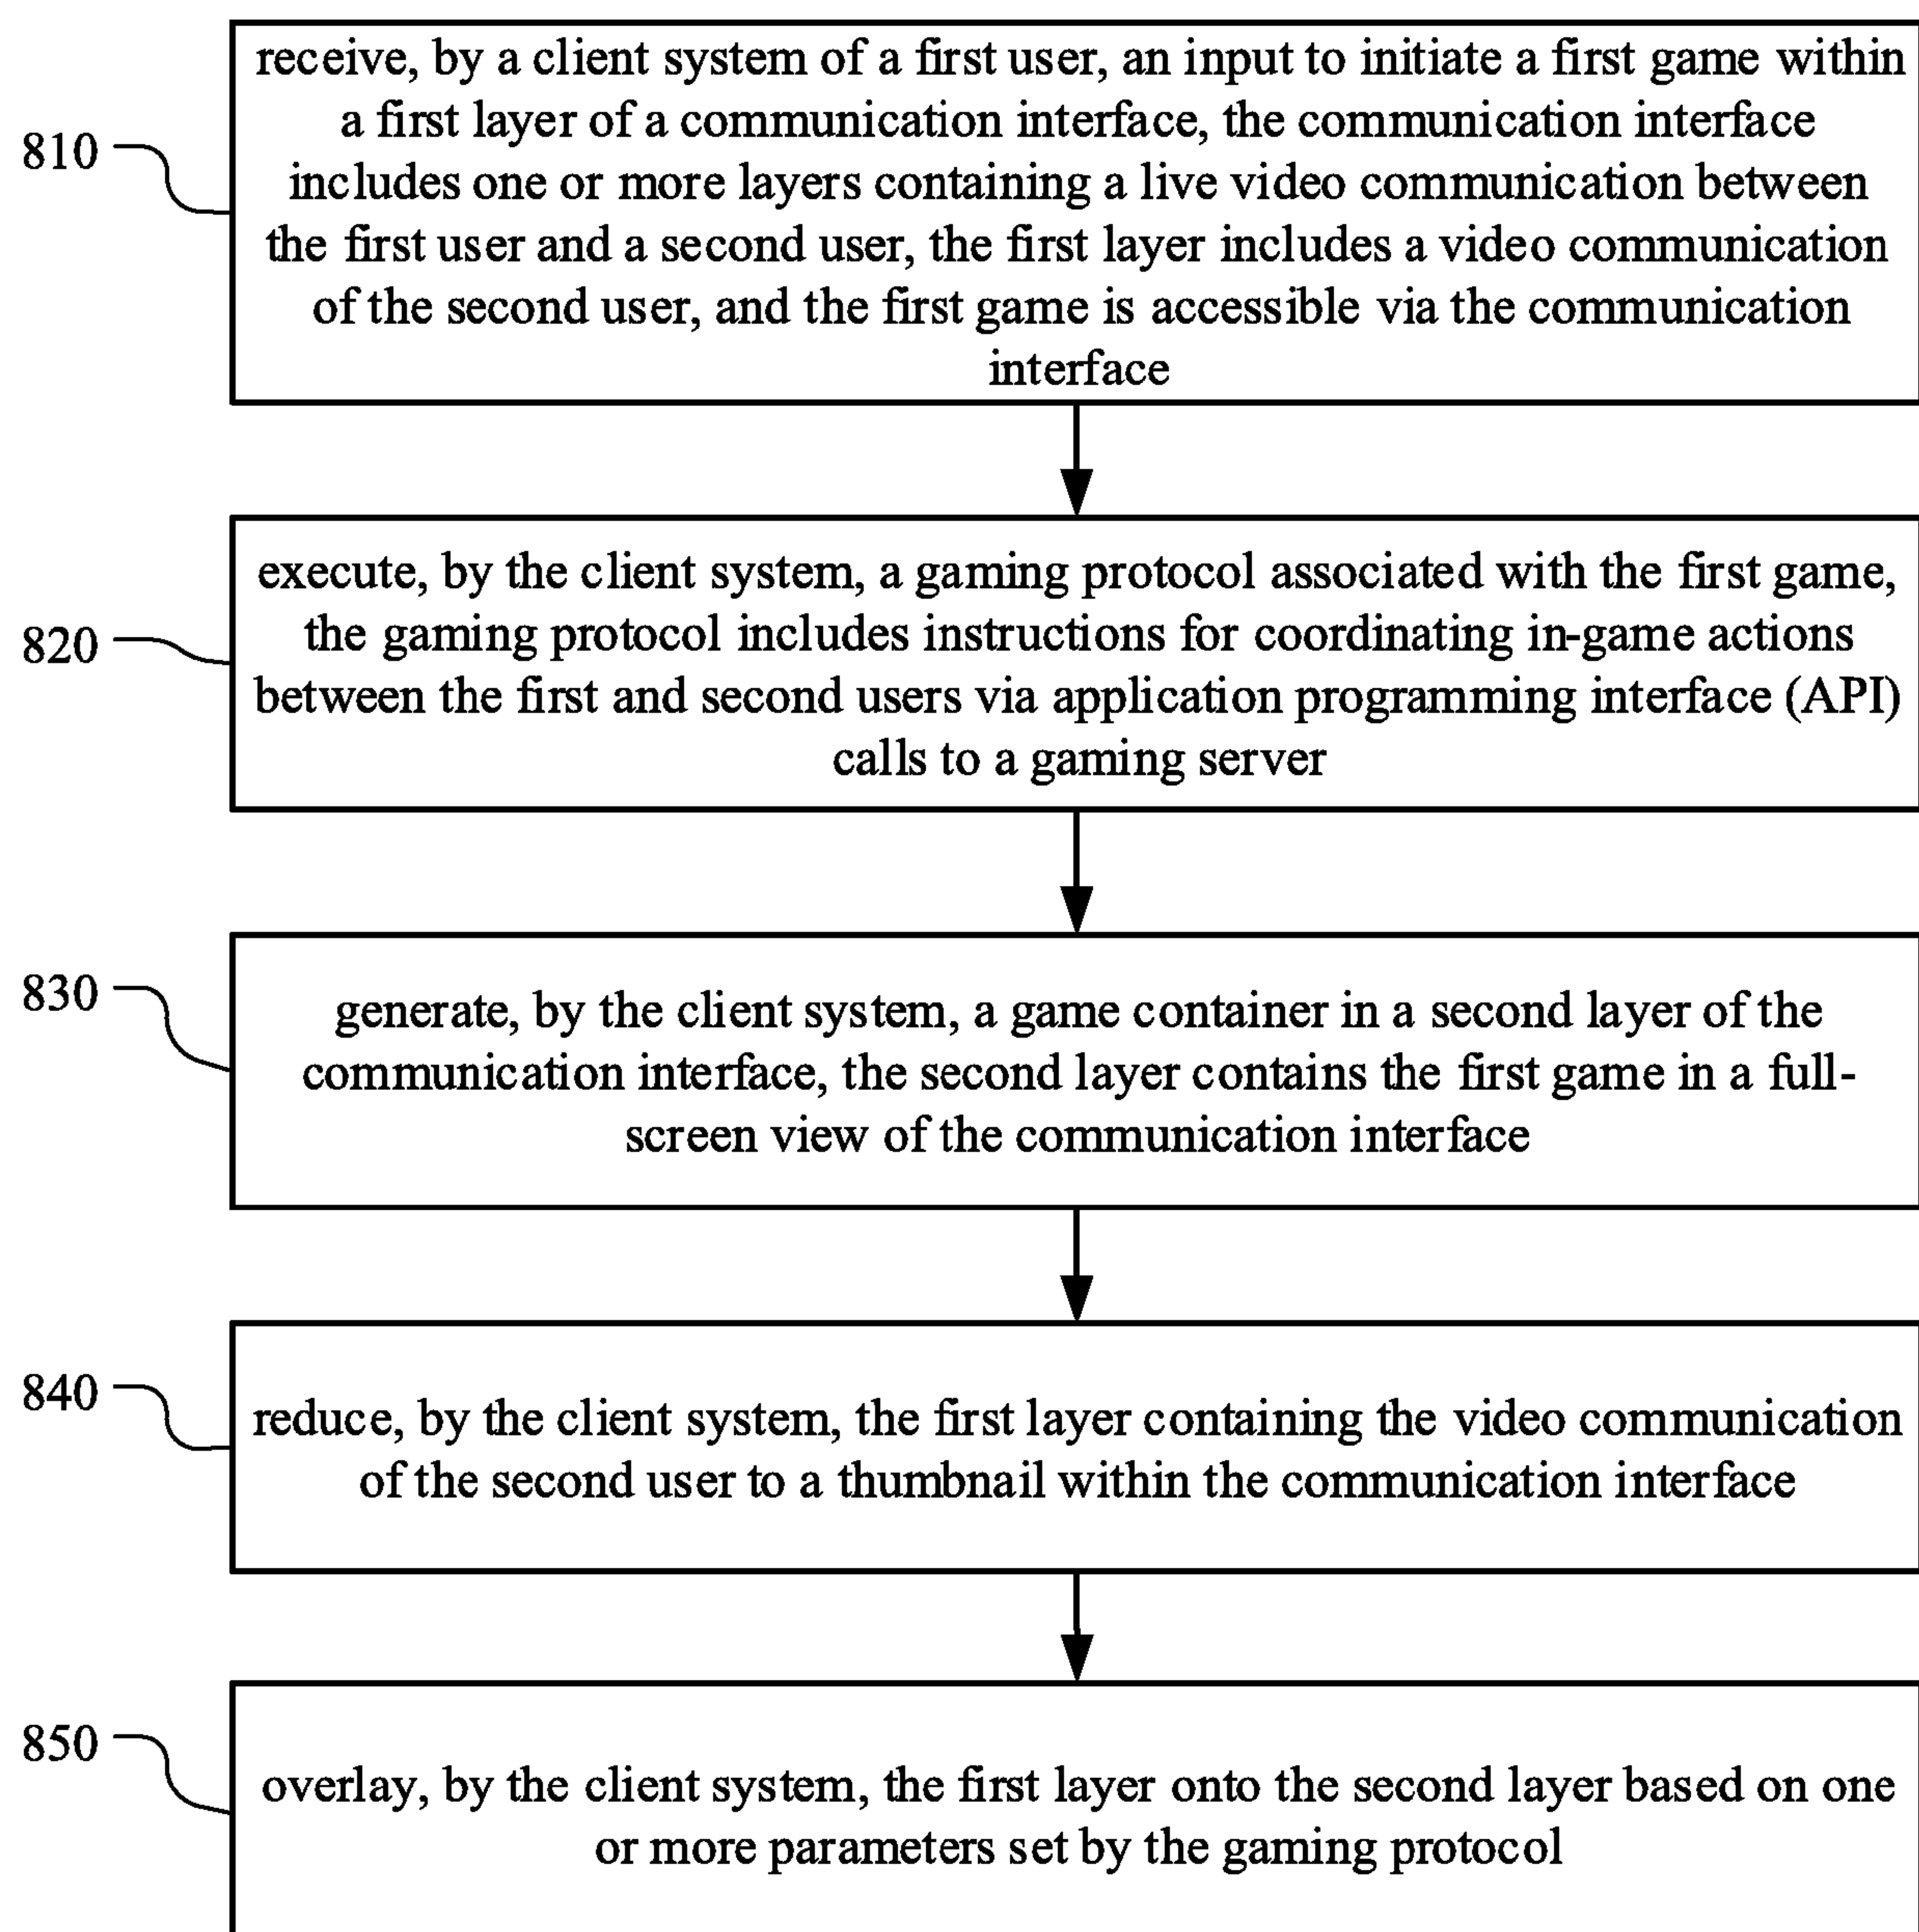 810
receive, by a client system of a first user, an input to initiate a first game within
a first layer of a communication interface, the communication interface
includes one or more layers containing a live video communication between
the first user and a second user, the first layer includes a video communication
of the second user, and the first game is accessible via the communication
interface
820
execute, by the client system, a gaming protocol associated with the first game,
the gaming protocol includes instructions for coordinating in-game actions
between the first and second users via application programming interface (API)
calls to a gaming server
830
generate, by the client system, a game container in a second layer of the
communication interface, the second layer contains the first game in a full-
screen view of the communication interface
840
reduce, by the client system, the first layer containing the video communication
of the second user to a thumbnail within the communication interface
850
overlay, by the client system, the first layer onto the second layer based on one
or more parameters set by the gaming protocol